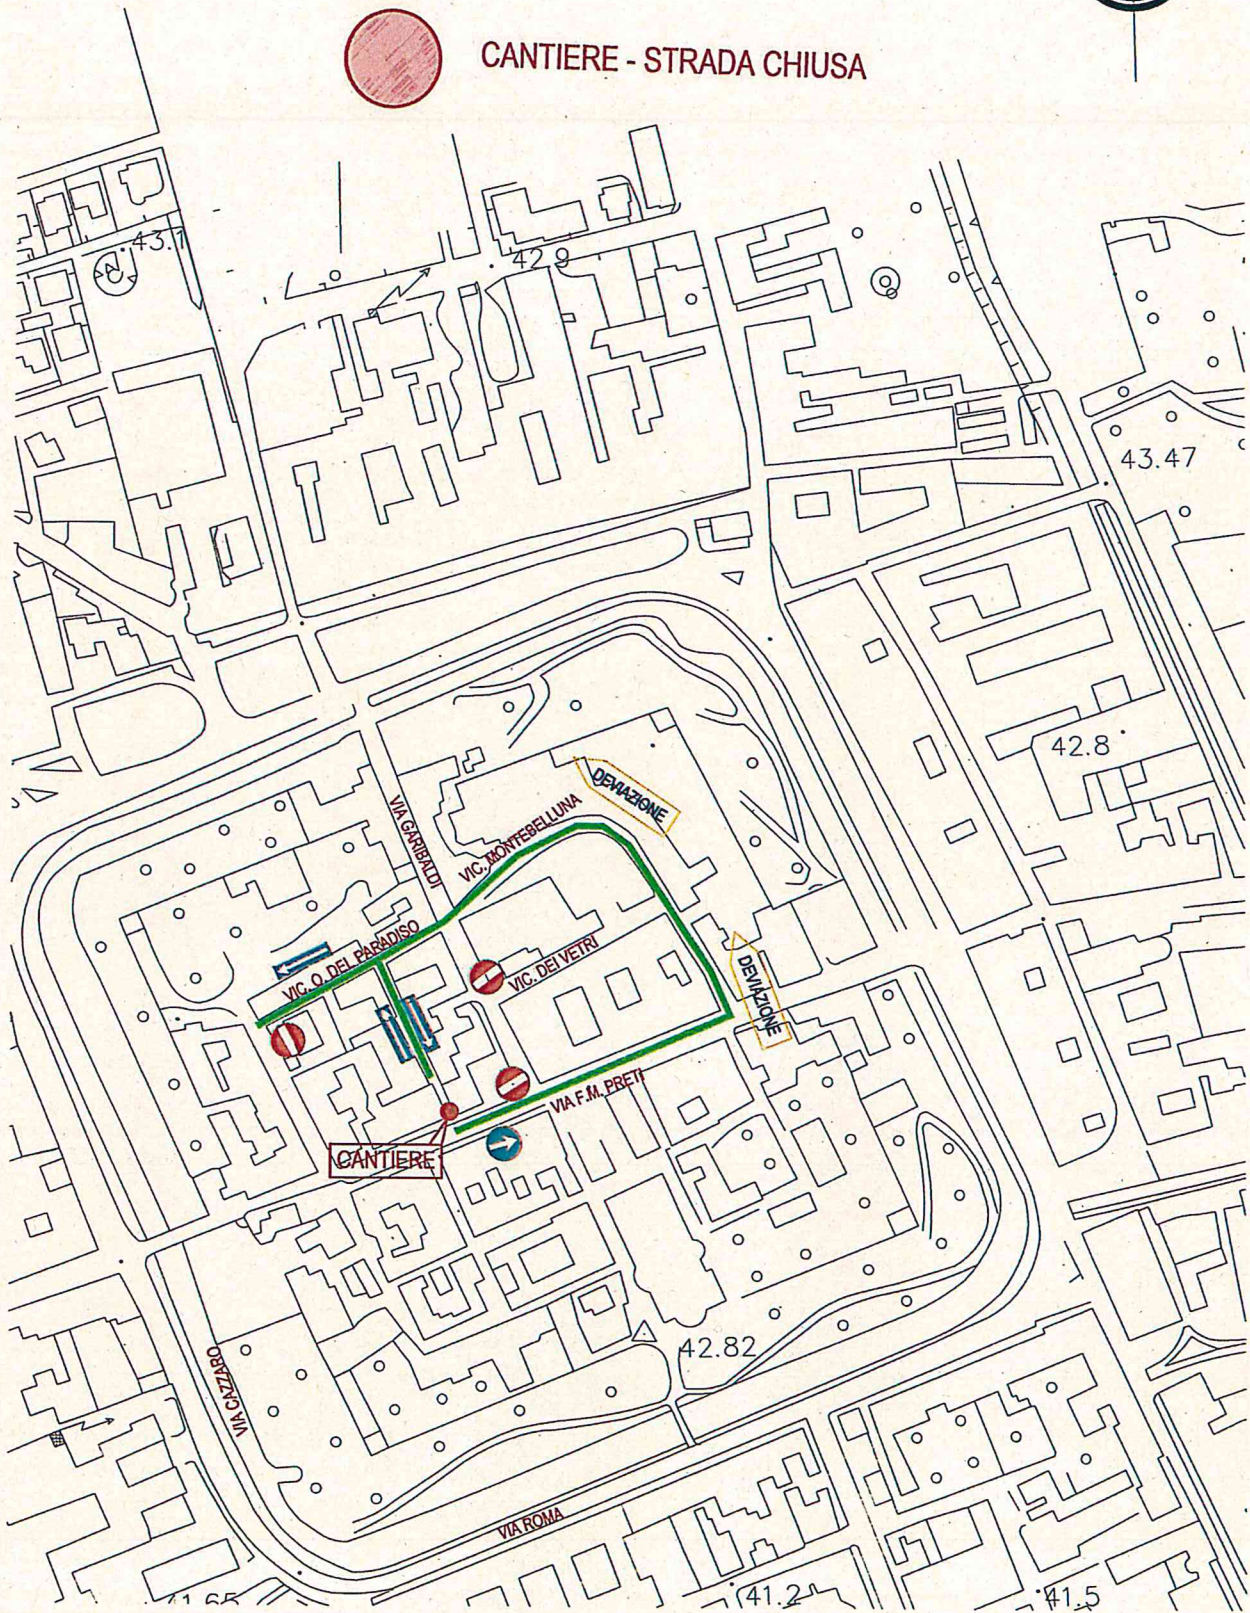 CANTIERE - STRADA CHIUSA
43.1
42.9
43.47
42.8
DEVIAZIONE
VIA GARIBALDI
VIC. MONTEBELLUNA
VIC. O. DEL PARADISO
VIC. DEI VETRI
DEVIAZIONE
VIA F.M. PRETI
CANTIERE
42.82
VIA CAZZARO
VIA ROMA
41.2
41.5